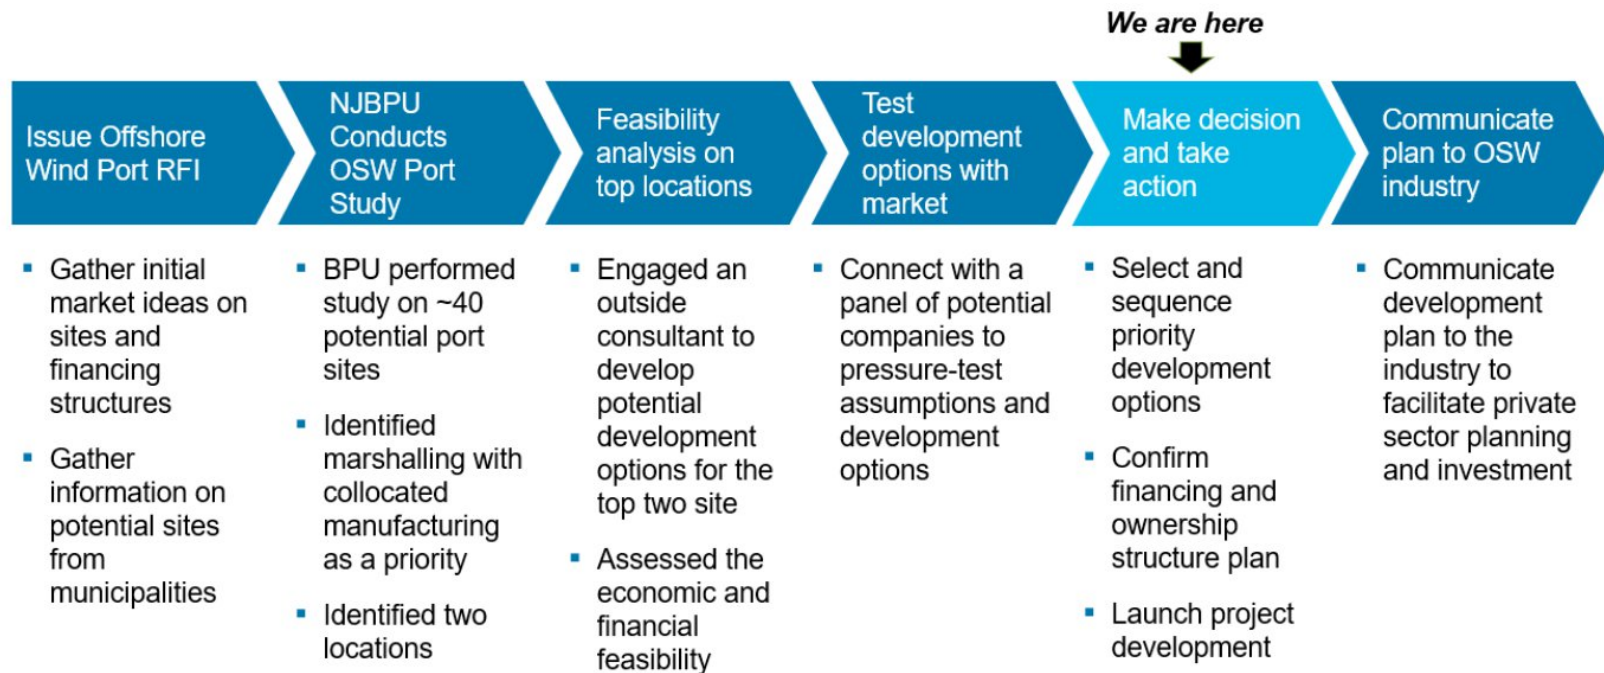 We are here
Issue Offshore
Wind Port RFI
NJBPU
Conducts
OSW Port
Study
Feasibility
analysis on
top locations
Test
development
options with
market
Make decision
and take
action
Communicate
plan to OSW
industry
▪ Gather initial
market ideas on
sites and
financing
structures
▪ Gather
information on
potential sites
from
municipalities
▪ BPU performed
study on ~40
potential port
sites
▪ Identified
marshalling with
collocated
manufacturing
as a priority
▪ Identified two
locations
▪ Engaged an
outside
consultant to
develop
potential
development
options for the
top two site
▪ Assessed the
economic and
financial
feasibility
▪ Connect with a
panel of potential
companies to
pressure-test
assumptions and
development
options
▪ Select and
sequence
priority
development
options
▪ Confirm
financing and
ownership
structure plan
▪ Launch project
development
▪ Communicate
development
plan to the
industry to
facilitate private
sector planning
and investment